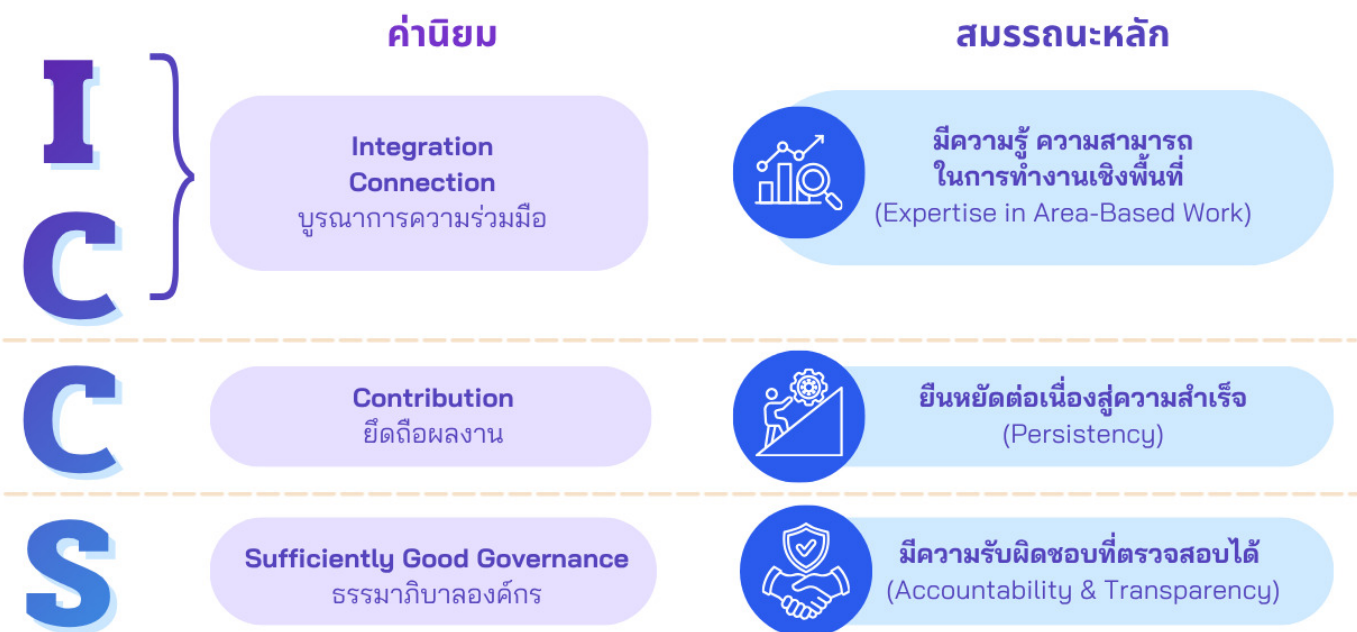 ค่านิยม
สมรรถนะหลัก
I
C
Integration
Connection
บูรณาการความร่วมมือ
มีความรู้ ความสามารถ
ในการทำงานเชิงพื้นที่
(Expertise in Area-Based Work)
C
Contribution
ยึดถือผลงาน
ยืนหยัดต่อเนื่องสู่ความสำเร็จ
(Persistency)
S
Sufficiently Good Governance
ธรรมาภิบาลองค์กร
มีความรับผิดชอบที่ตรวจสอบได้
(Accountability & Transparency)